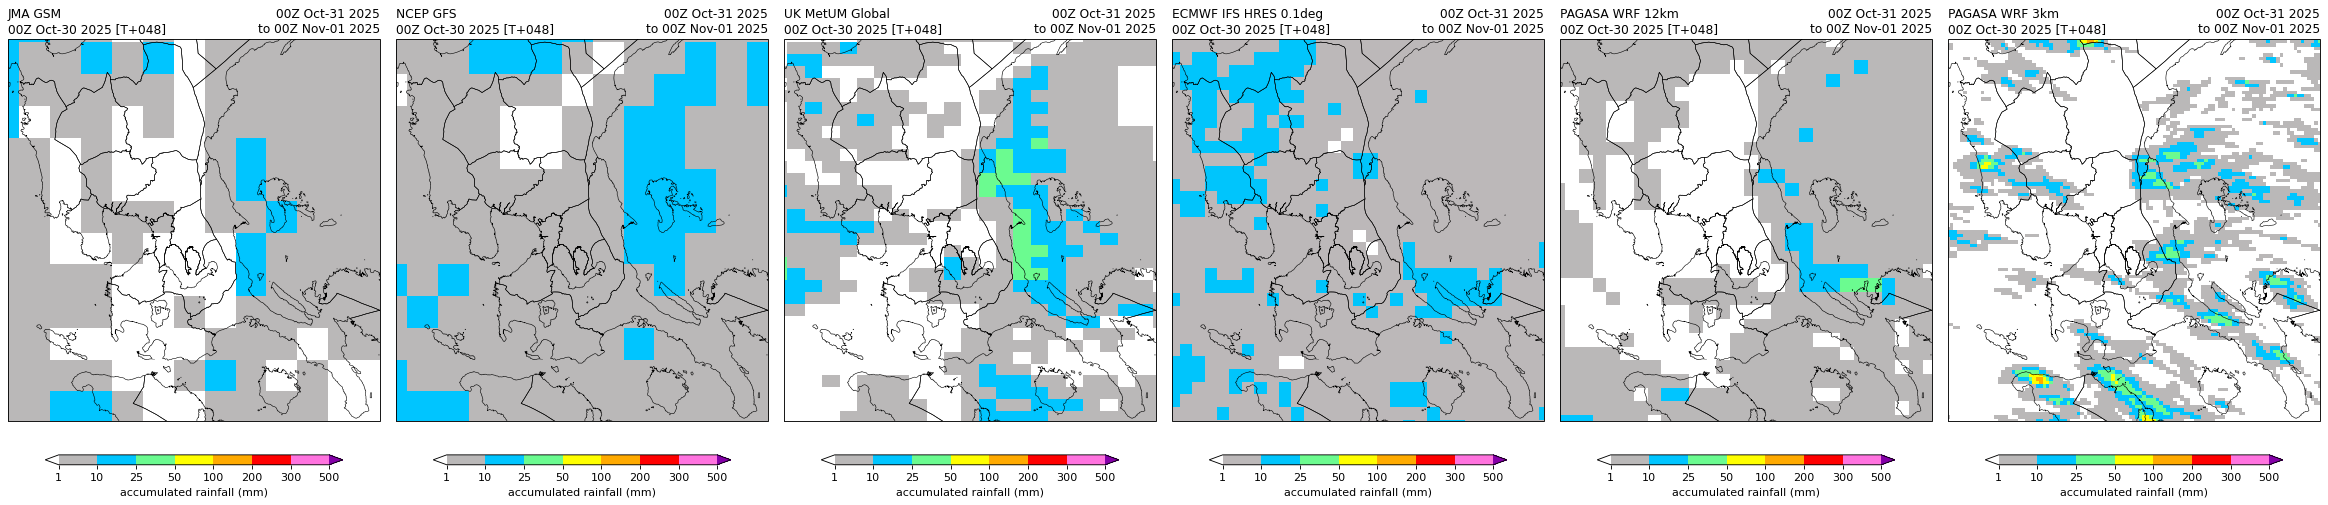 JMA GSM 00Z Oct-31 2025
00Z Oct-30 2025 [T+048] to 00Z Nov-01 2025
1 10 25 50 100 200 300 500
accumulated rainfall (mm)
NCEP GFS 00Z Oct-31 2025
00Z Oct-30 2025 [T+048] to 00Z Nov-01 2025
1 10 25 50 100 200 300 500
accumulated rainfall (mm)
UK MetUM Global 00Z Oct-31 2025
00Z Oct-30 2025 [T+048] to 00Z Nov-01 2025
1 10 25 50 100 200 300 500
accumulated rainfall (mm)
ECMWF IFS HRES 0.1deg 00Z Oct-31 2025
00Z Oct-30 2025 [T+048] to 00Z Nov-01 2025
1 10 25 50 100 200 300 500
accumulated rainfall (mm)
PAGASA WRF 12km 00Z Oct-31 2025
00Z Oct-30 2025 [T+048] to 00Z Nov-01 2025
1 10 25 50 100 200 300 500
accumulated rainfall (mm)
PAGASA WRF 3km 00Z Oct-31 2025
00Z Oct-30 2025 [T+048] to 00Z Nov-01 2025
1 10 25 50 100 200 300 500
accumulated rainfall (mm)